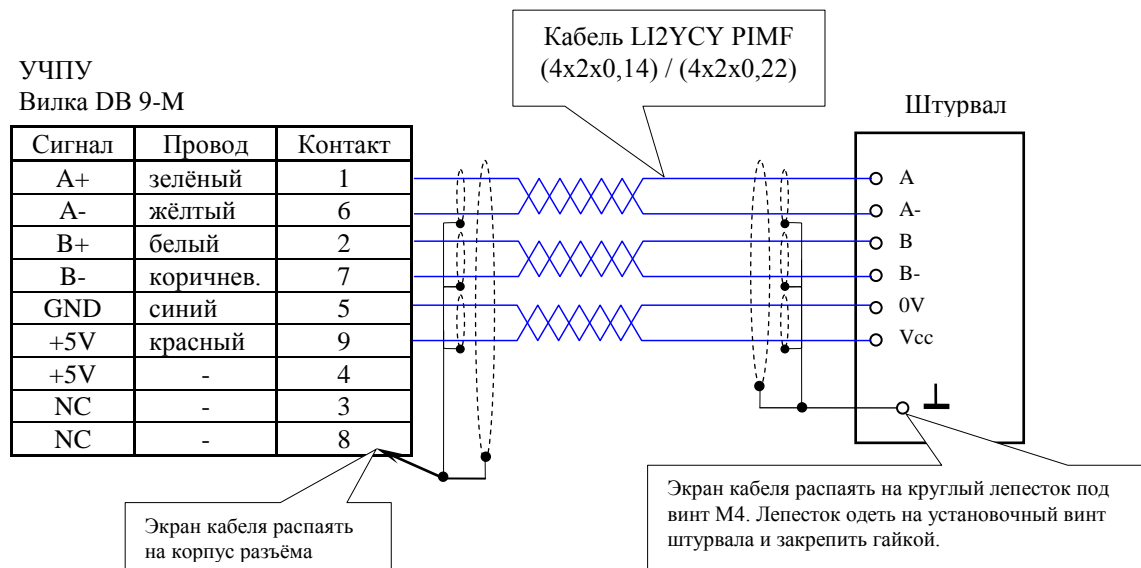 Кабель LI2YCY PIMF
(4x2x0,14) / (4x2x0,22)
УЧПУ
Вилка DB 9-M
Штурвал
Сигнал Провод Контакт
A+ зелёный 1
A- жёлтый 6
B+ белый 2
B- коричнев. 7
GND синий 5
+5V красный 9
+5V - 4
NC - 3
NC - 8
A
A-
B
B-
0V
Vcc
Экран кабеля распаять
на корпус разъёма
Экран кабеля распаять на круглый лепесток под
винт М4. Лепесток одеть на установочный винт
штурвала и закрепить гайкой.